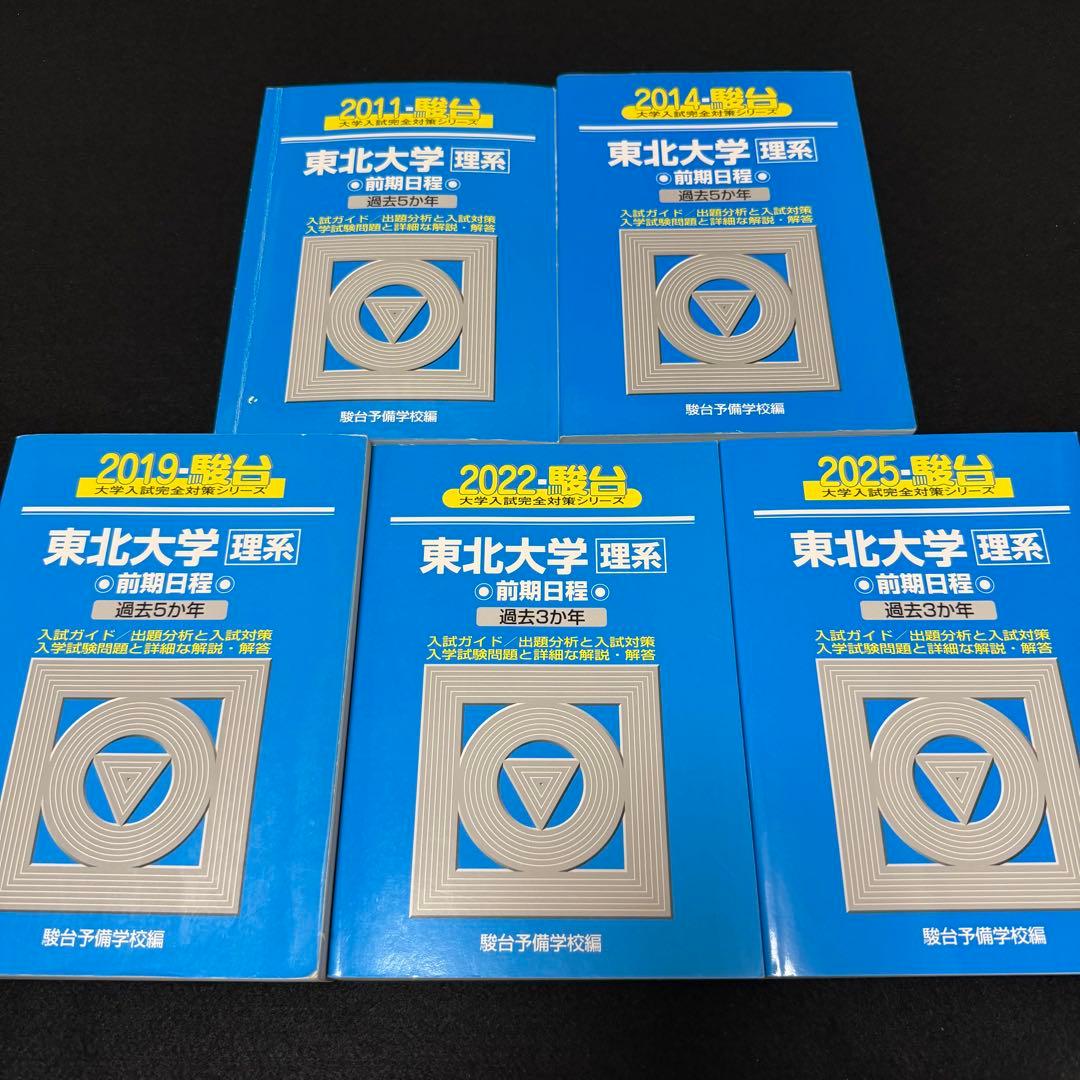 2011-駿台
大学入試完全対策シリーズ
東北大学 理系
前期日程
過去5か年
入試ガイド/出題分析と入試対策
入学試験問題と詳細な解説・解答
駿台予備学校編
2014-駿台
大学入試完全対策シリーズ
東北大学 理系
前期日程
過去5か年
入試ガイド/出題分析と入試対策
入学試験問題と詳細な解説・解答
駿台予備学校編
2019-駿台
大学入試完全対策シリーズ
東北大学 理系
前期日程
過去5か年
入試ガイド/出題分析と入試対策
入学試験問題と詳細な解説・解答
駿台予備学校編
2022-駿台
大学入試完全対策シリーズ
東北大学 理系
前期日程
過去3か年
入試ガイド/出題分析と入試対策
入学試験問題と詳細な解説・解答
駿台予備学校編
2025-駿台
大学入試完全対策シリーズ
東北大学 理系
前期日程
過去3か年
入試ガイド/出題分析と入試対策
入学試験問題と詳細な解説・解答
駿台予備学校編